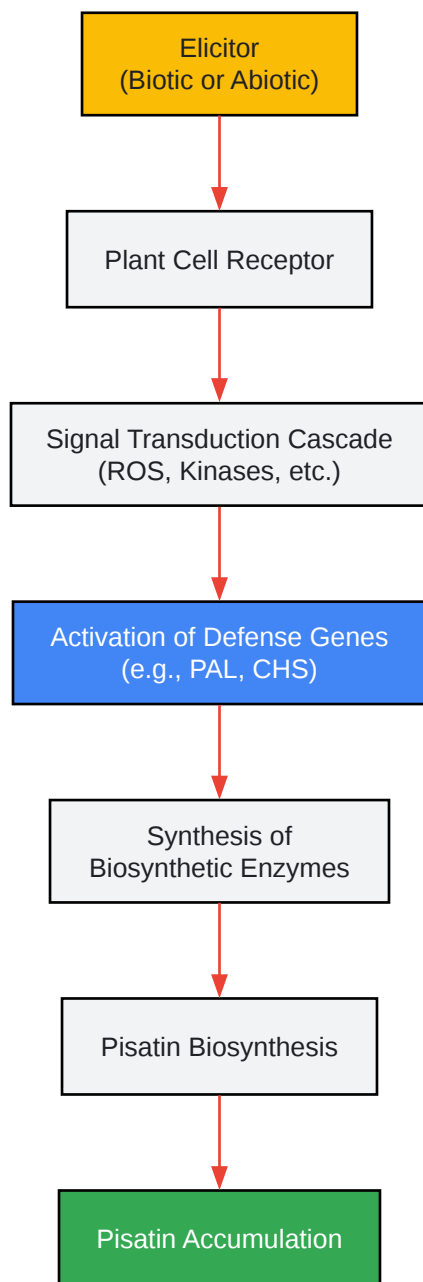 Elicitor
(Biotic or Abiotic)
Plant Cell Receptor
Signal Transduction Cascade
(ROS, Kinases, etc.)
Activation of Defense Genes
(e.g., PAL, CHS)
Synthesis of
Biosynthetic Enzymes
Pisatin Biosynthesis
Pisatin Accumulation